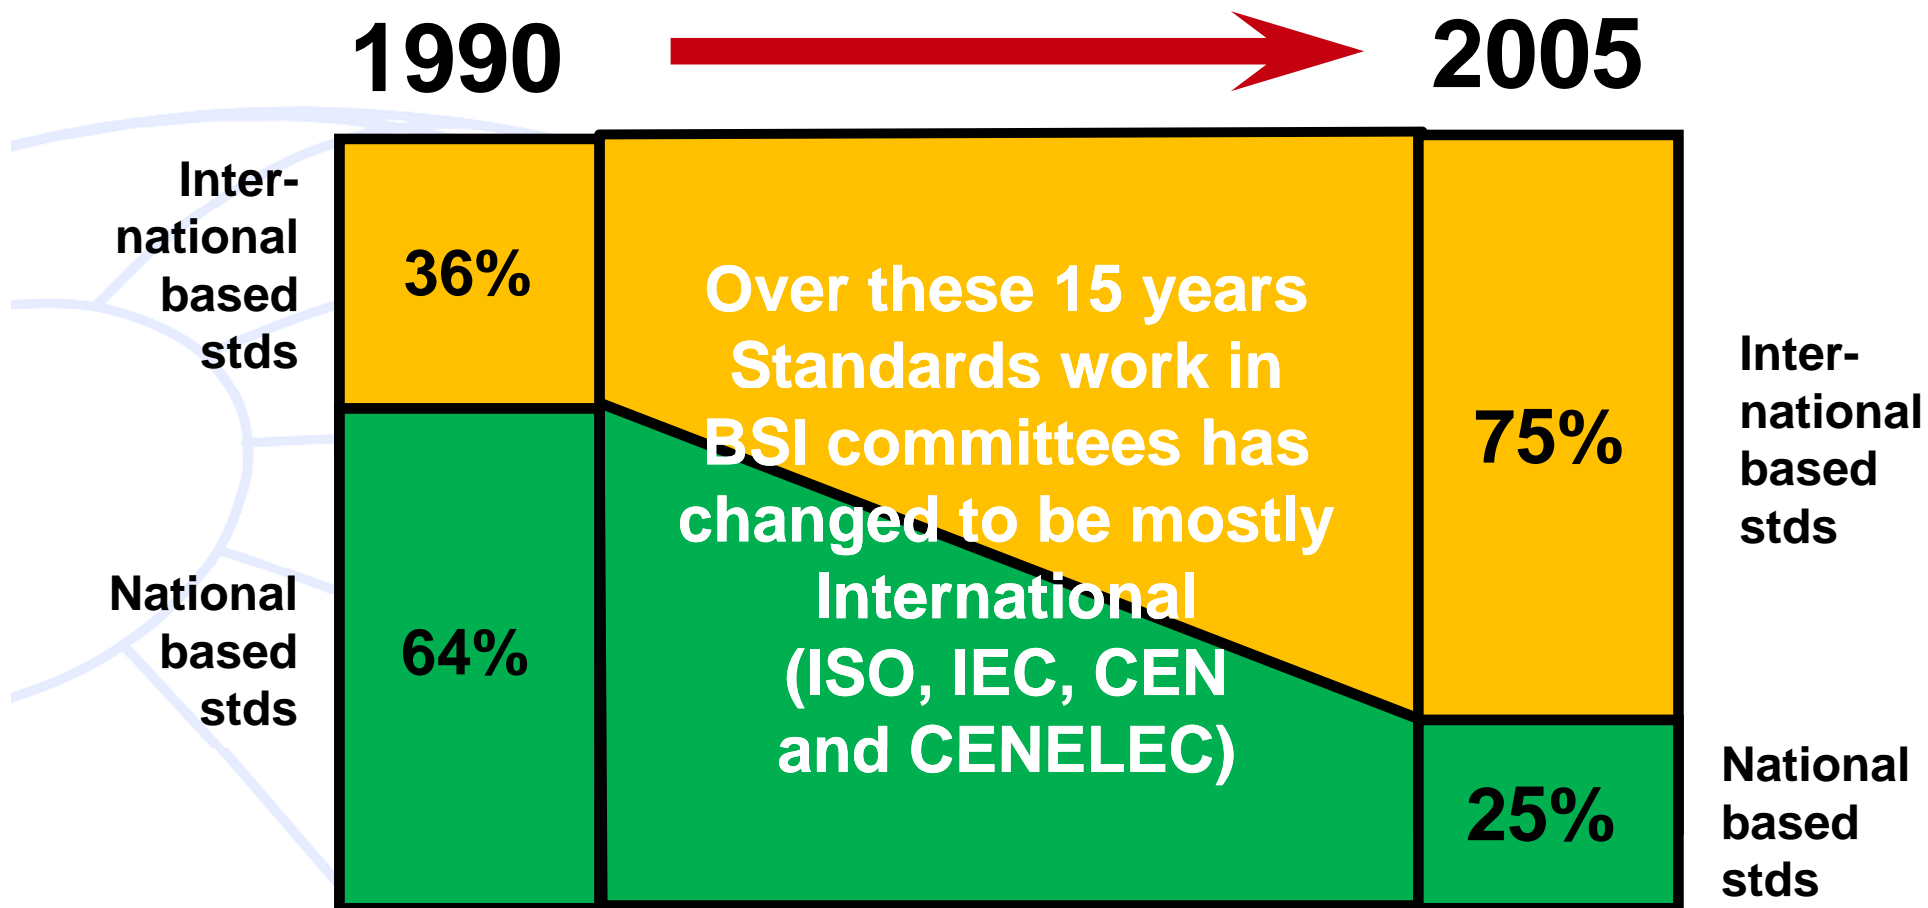 1990
2005
Inter-
national
based
stds
36%
National
based
stds
64%
Over these 15 years
Standards work in
BSI committees has
changed to be mostly
International
(ISO, IEC, CEN
and CENELEC)
75%
Inter-
national
based
stds
25%
National
based
stds